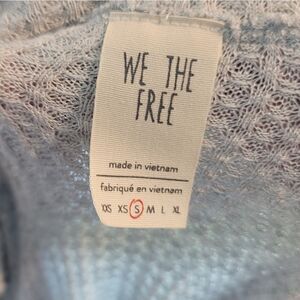 WE THE
FREE
made in vietnam
fabriqué en vietnam
XXS XS S M L XL